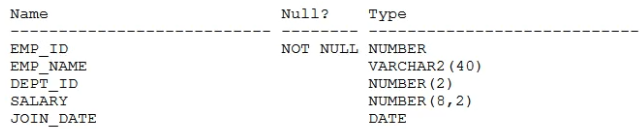 Name Null? Type
--------------------------- -------- ---------------------------
EMP_ID NOT NULL NUMBER
EMP_NAME VARCHAR2(40)
DEPT_ID NUMBER(2)
SALARY NUMBER(8,2)
JOIN_DATE DATE